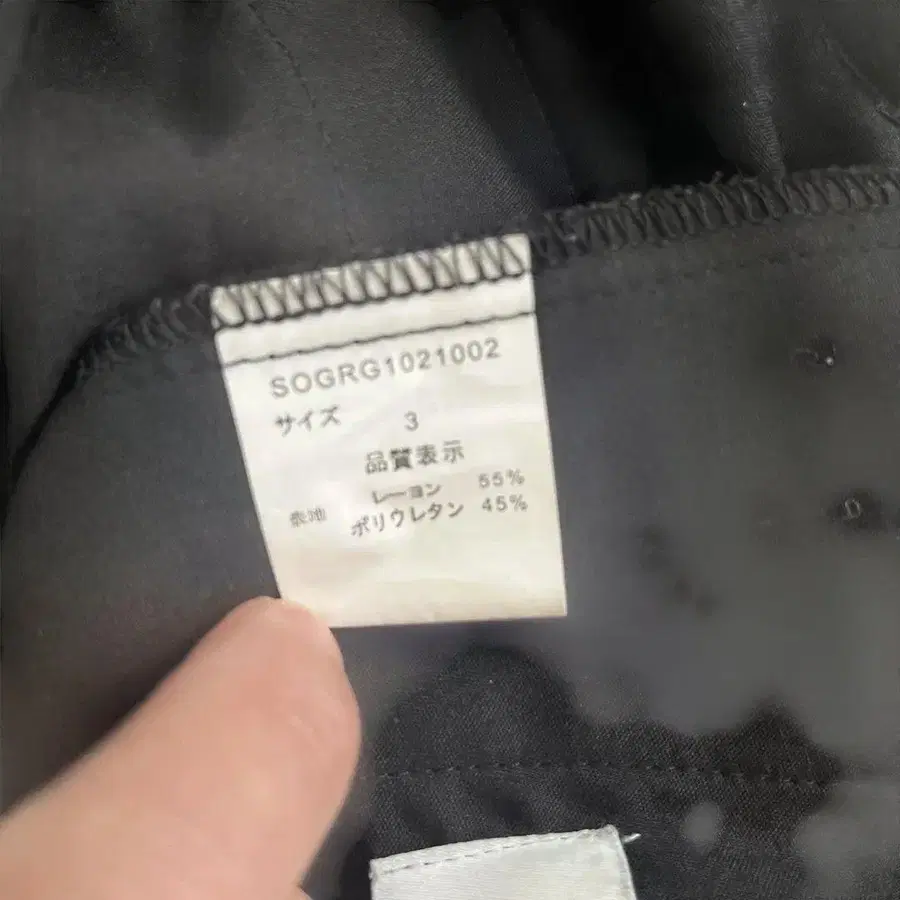 SOGRG1021002
サイズ 3
品質表示
レーヨン 55%
表地 ポリウレタン 45%